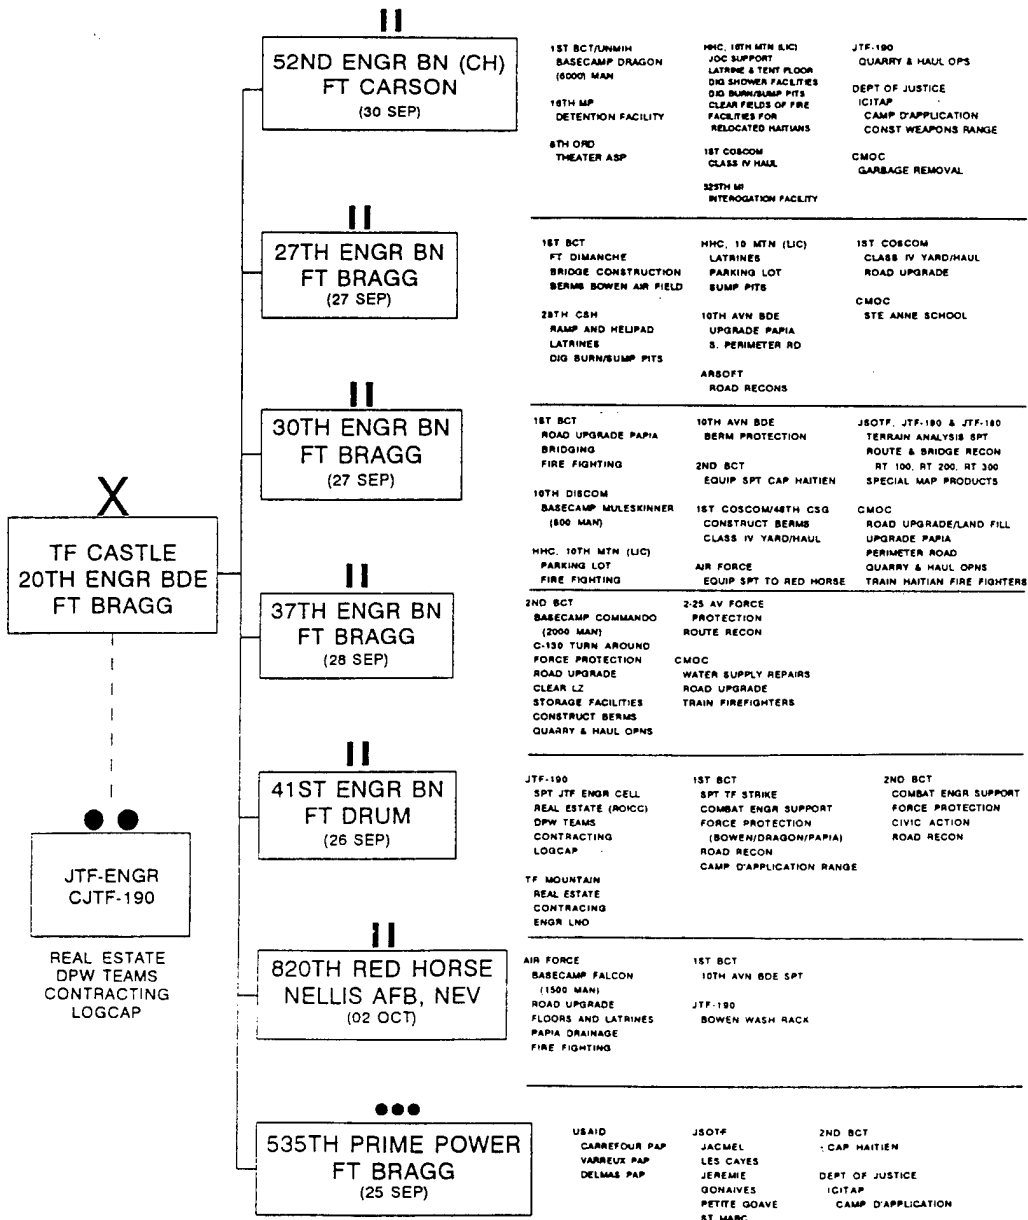 II
52ND ENGR BN (CH)
FT CARSON
(30 SEP)
1ST BCT/UNMIH
BASECAMP DRAGON
(6000) MAN
16TH MP
DETENTION FACILITY
6TH ORD
THEATER ASP
HHC, 10TH MTN (LIC)
JOC SUPPORT
LATRINE & TENT FLOOR
DIG SHOWER FACILITIES
DIG BURN/SUMP PITS
CLEAR FIELDS OF FIRE
FACILITIES FOR
RELOCATED HAITIANS
1ST COSCOM
CLASS IV HAUL
525TH MI
INTEROGATION FACILITY
JTF-190
QUARRY & HAUL OPS
DEPT OF JUSTICE
ICITAP
CAMP D'APPLICATION
CONST WEAPONS RANGE
CMOC
GARBAGE REMOVAL
II
27TH ENGR BN
FT BRAGG
(27 SEP)
1ST BCT
FT DIMANCHE
BRIDGE CONSTRUCTION
BERMS BOWEN AIR FIELD
28TH CSH
RAMP AND HELIPAD
LATRINES
DIG BURN/SUMP PITS
HHC, 10 MTN (LIC)
LATRINES
PARKING LOT
SUMP PITS
10TH AVN BDE
UPGRADE PAPIA
S. PERIMETER RD
ARSOFT
ROAD RECONS
1ST COSCOM
CLASS IV YARD/HAUL
ROAD UPGRADE
CMOC
STE ANNE SCHOOL
II
30TH ENGR BN
FT BRAGG
(27 SEP)
1ST BCT
ROAD UPGRADE PAPIA
BRIDGING
FIRE FIGHTING
10TH DISCOM
BASECAMP MULESKINNER
(800 MAN)
HHC, 10TH MTN (LIC)
PARKING LOT
FIRE FIGHTING
10TH AVN BDE
BERM PROTECTION
2ND BCT
EQUIP SPT CAP HAITIEN
1ST COSCOM/46TH CSG
CONSTRUCT BERMS
CLASS IV YARD/HAUL
AIR FORCE
EQUIP SPT TO RED HORSE
JSOTF, JTF-190 & JTF-180
TERRAIN ANALYSIS SPT
ROUTE & BRIDGE RECON
RT 100, RT 200, RT 300
SPECIAL MAP PRODUCTS
CMOC
ROAD UPGRADE/LAND FILL
UPGRADE PAPIA
PERIMETER ROAD
QUARRY & HAUL OPNS
TRAIN HAITIAN FIRE FIGHTERS
X
TF CASTLE
20TH ENGR BDE
FT BRAGG
JTF-ENGR
CJTF-190
REAL ESTATE
DPW TEAMS
CONTRACTING
LOGCAP
II
37TH ENGR BN
FT BRAGG
(28 SEP)
2ND BCT
BASECAMP COMMANDO
(2000 MAN)
C-130 TURN AROUND
FORCE PROTECTION
ROAD UPGRADE
CLEAR LZ
STORAGE FACILITIES
CONSTRUCT BERMS
QUARRY & HAUL OPNS
2-25 AV FORCE
PROTECTION
ROUTE RECON
CMOC
WATER SUPPLY REPAIRS
ROAD UPGRADE
TRAIN FIREFIGHTERS
II
41ST ENGR BN
FT DRUM
(26 SEP)
JTF-190
SPT JTF ENGR CELL
REAL ESTATE (ROICC)
DPW TEAMS
CONTRACTING
LOGCAP
TF MOUNTAIN
REAL ESTATE
CONTRACING
ENGR LNO
1ST BCT
SPT TF STRIKE
COMBAT ENGR SUPPORT
FORCE PROTECTION
(BOWEN/DRAGON/PAPIA)
ROAD RECON
CAMP D'APPLICATION RANGE
2ND BCT
COMBAT ENGR SUPPORT
FORCE PROTECTION
CIVIC ACTION
ROAD RECON
II
820TH RED HORSE
NELLIS AFB, NEV
(02 OCT)
AIR FORCE
BASECAMP FALCON
(1500 MAN)
ROAD UPGRADE
FLOORS AND LATRINES
PAPIA DRAINAGE
FIRE FIGHTING
1ST BCT
10TH AVN BDE SPT
JTF-190
BOWEN WASH RACK
535TH PRIME POWER
FT BRAGG
(25 SEP)
USAID
CARREFOUR PAP
VARREUX PAP
DELMAS PAP
JSOTF
JACMEL
LES CAYES
JEREMIE
GONAIVES
PETITE GOAVE
ST MARC
2ND BCT
CAP HAITIEN
DEPT OF JUSTICE
ICITAP
CAMP D'APPLICATION